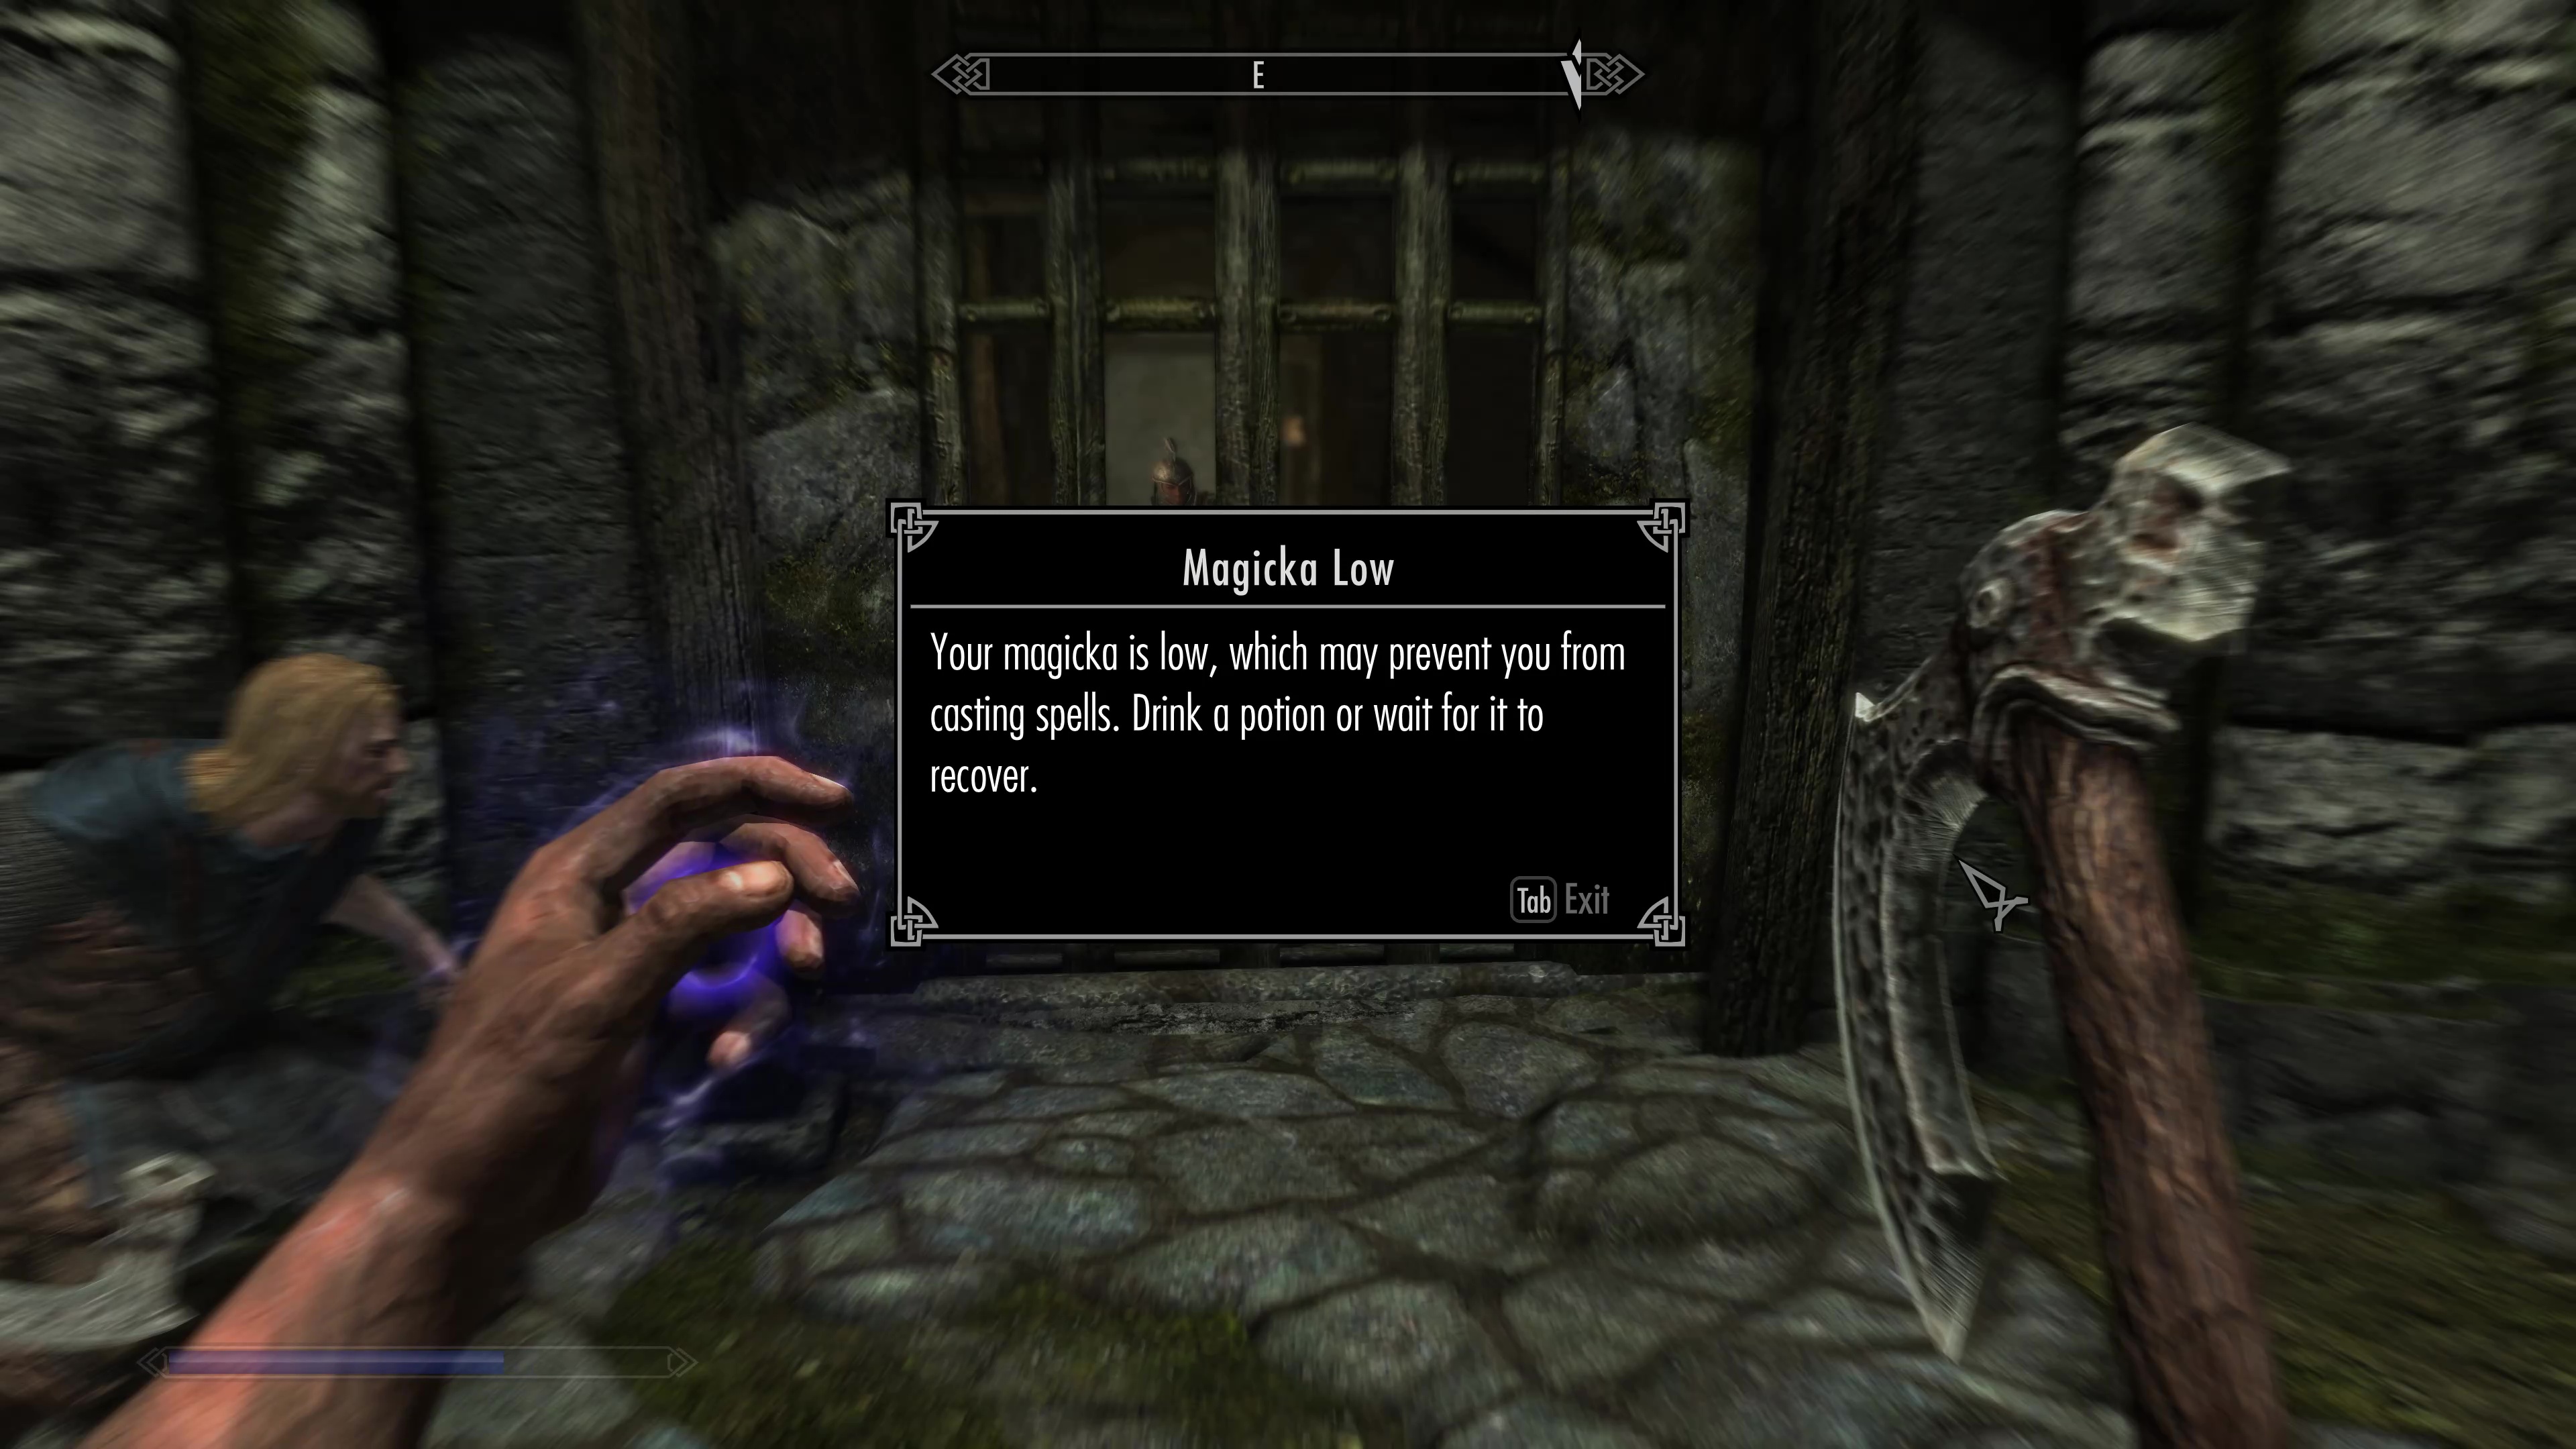 E
Magicka Low
Your magicka is low, which may prevent you from
casting spells. Drink a potion or wait for it to
recover.
Tab Exit